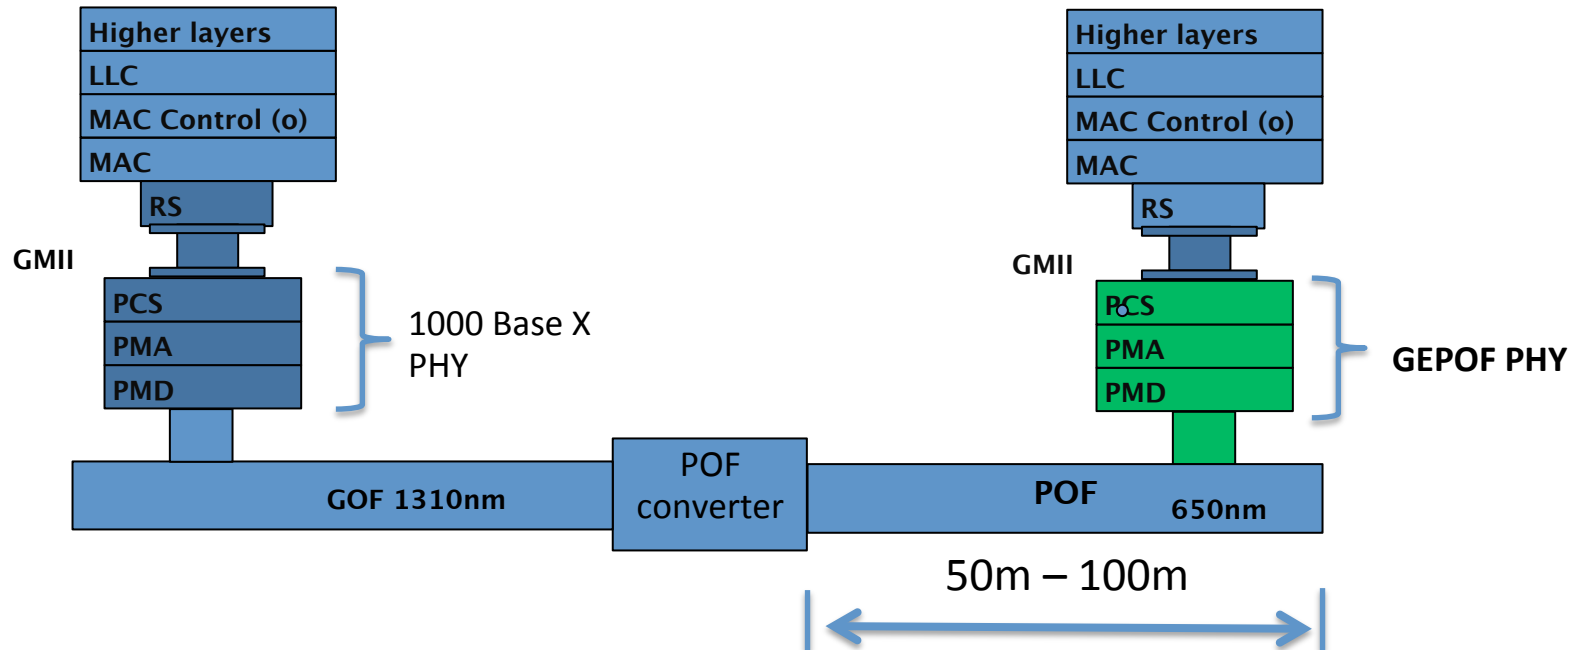 Higher layers
LLC
MAC Control (o)
MAC
RS
GMII
PCS
PMA
PMD
1000 Base X
PHY
GOF 1310nm
POF
converter
Higher layers
LLC
MAC Control (o)
MAC
RS
GMII
PCS
PMA
PMD
GEPOF PHY
POF
650nm
50m – 100m